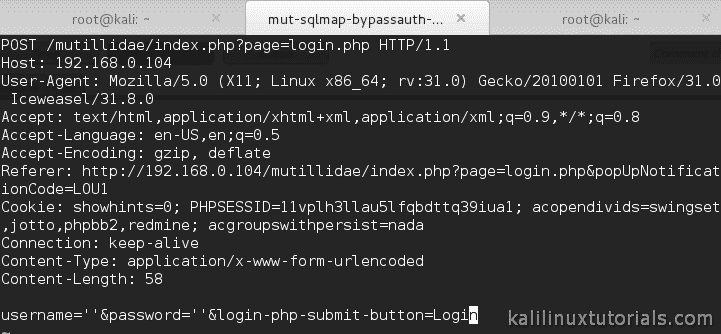 root@kali: ~
mut-sqlmap-bypassauth-...
root@kali: ~
POST /mutillidae/index.php?page=login.php HTTP/1.1
Host: 192.168.0.104
User-Agent: Mozilla/5.0 (X11; Linux x86_64; rv:31.0) Gecko/20100101 Firefox/31.0
Iceweasel/31.8.0
Accept: text/html,application/xhtml+xml,application/xml;q=0.9,*/*;q=0.8
Accept-Language: en-US,en;q=0.5
Accept-Encoding: gzip, deflate
Referer: http://192.168.0.104/mutillidae/index.php?page=login.php&popUpNotificat
ionCode=LOU1
Cookie: showhints=0; PHPSESSID=11vplh3llau5lfqbdttq39iua1; acopendivids=swingset
,jotto,phpbb2,redmine; acgroupswithpersist=nada
Connection: keep-alive
Content-Type: application/x-www-form-urlencoded
Content-Length: 58
username=''&password=''&login-php-submit-button=Login
~
kalilinuxtutorials.com